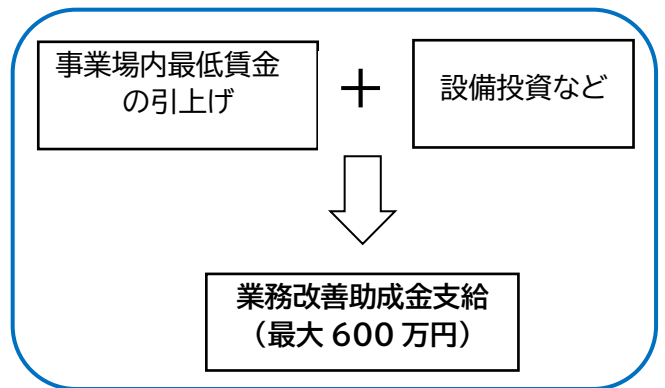 事業場内最低賃金
の引上げ
＋
設備投資など
業務改善助成金支給
（最大 600 万円）